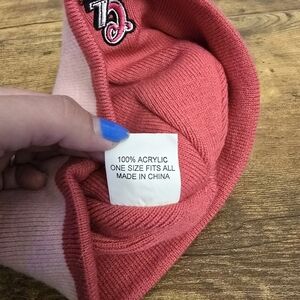 100% ACRYLIC
ONE SIZE FITS ALL
MADE IN CHINA